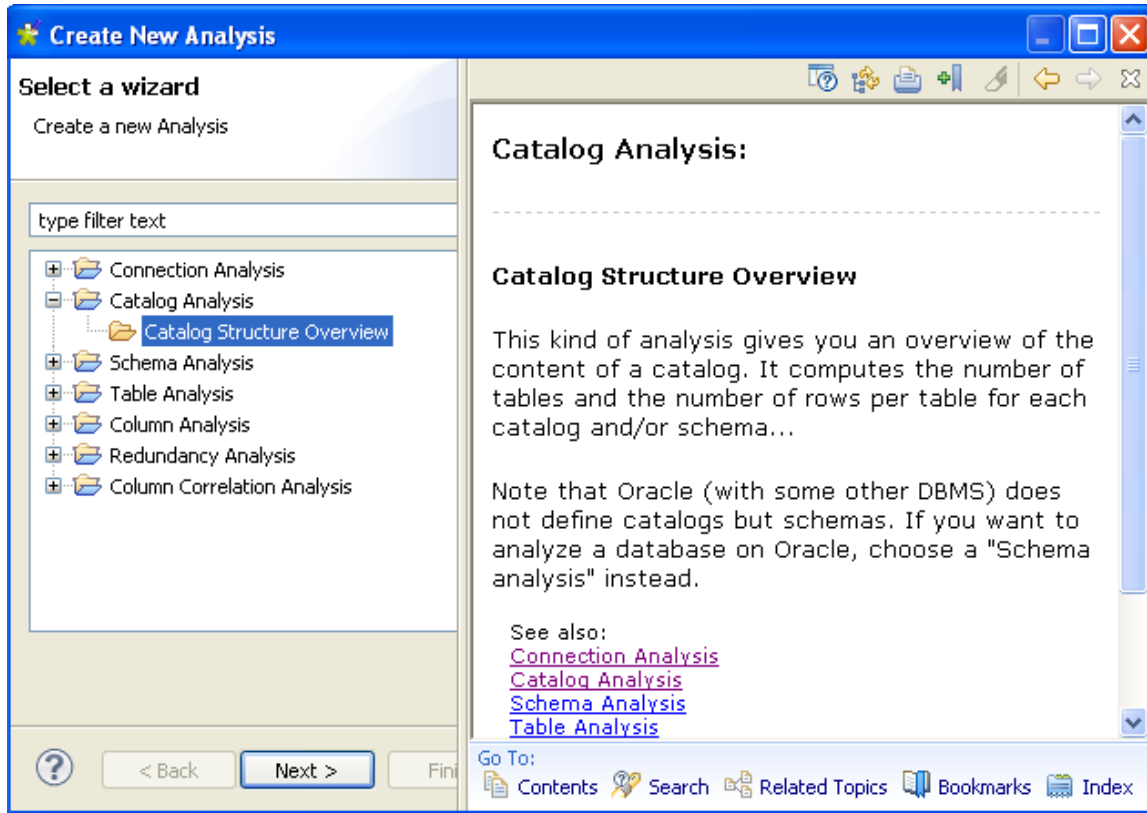 Create New Analysis
Select a wizard
Create a new Analysis
type filter text
Connection Analysis
Catalog Analysis
Catalog Structure Overview
Schema Analysis
Table Analysis
Column Analysis
Redundancy Analysis
Column Correlation Analysis
< Back
Next >
Fini
Catalog Analysis:
Catalog Structure Overview
This kind of analysis gives you an overview of the
content of a catalog. It computes the number of
tables and the number of rows per table for each
catalog and/or schema...
Note that Oracle (with some other DBMS) does
not define catalogs but schemas. If you want to
analyze a database on Oracle, choose a "Schema
analysis" instead.
See also:
Connection Analysis
Catalog Analysis
Schema Analysis
Table Analysis
Go To:
Contents Search Related Topics Bookmarks Index